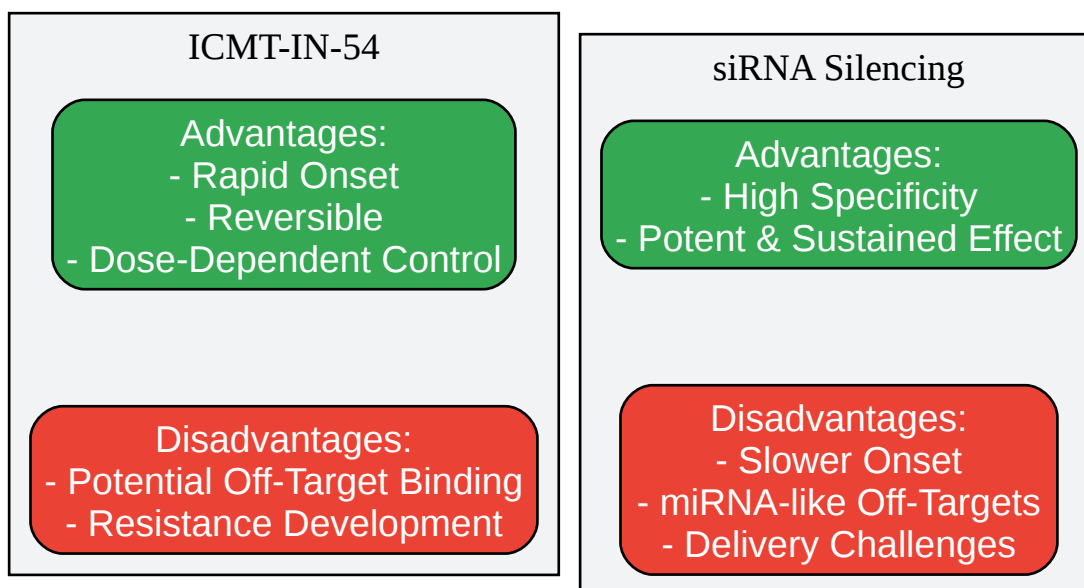 ICMT-IN-54
Advantages:
- Rapid Onset
- Reversible
- Dose-Dependent Control
Disadvantages:
- Potential Off-Target Binding
- Resistance Development
siRNA Silencing
Advantages:
- High Specificity
- Potent & Sustained Effect
Disadvantages:
- Slower Onset
- miRNA-like Off-Targets
- Delivery Challenges